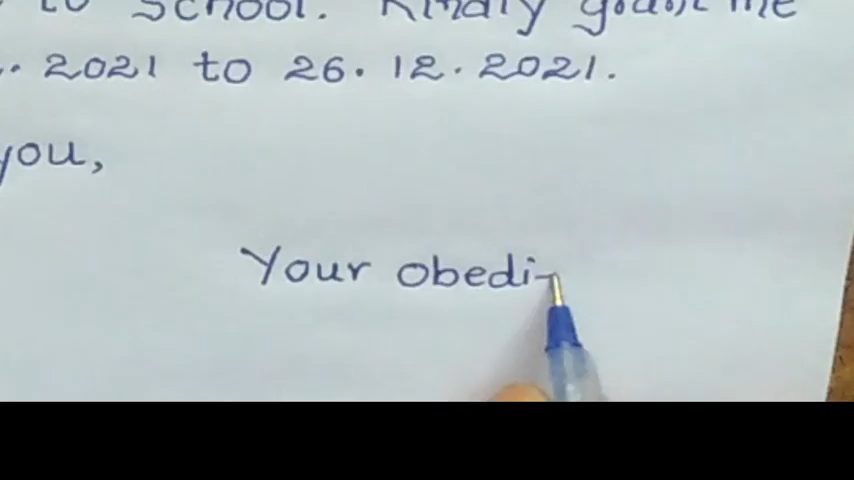 to School. Kindly grant me
. 2021 to 26. 12. 2021.
you,
Your obedi